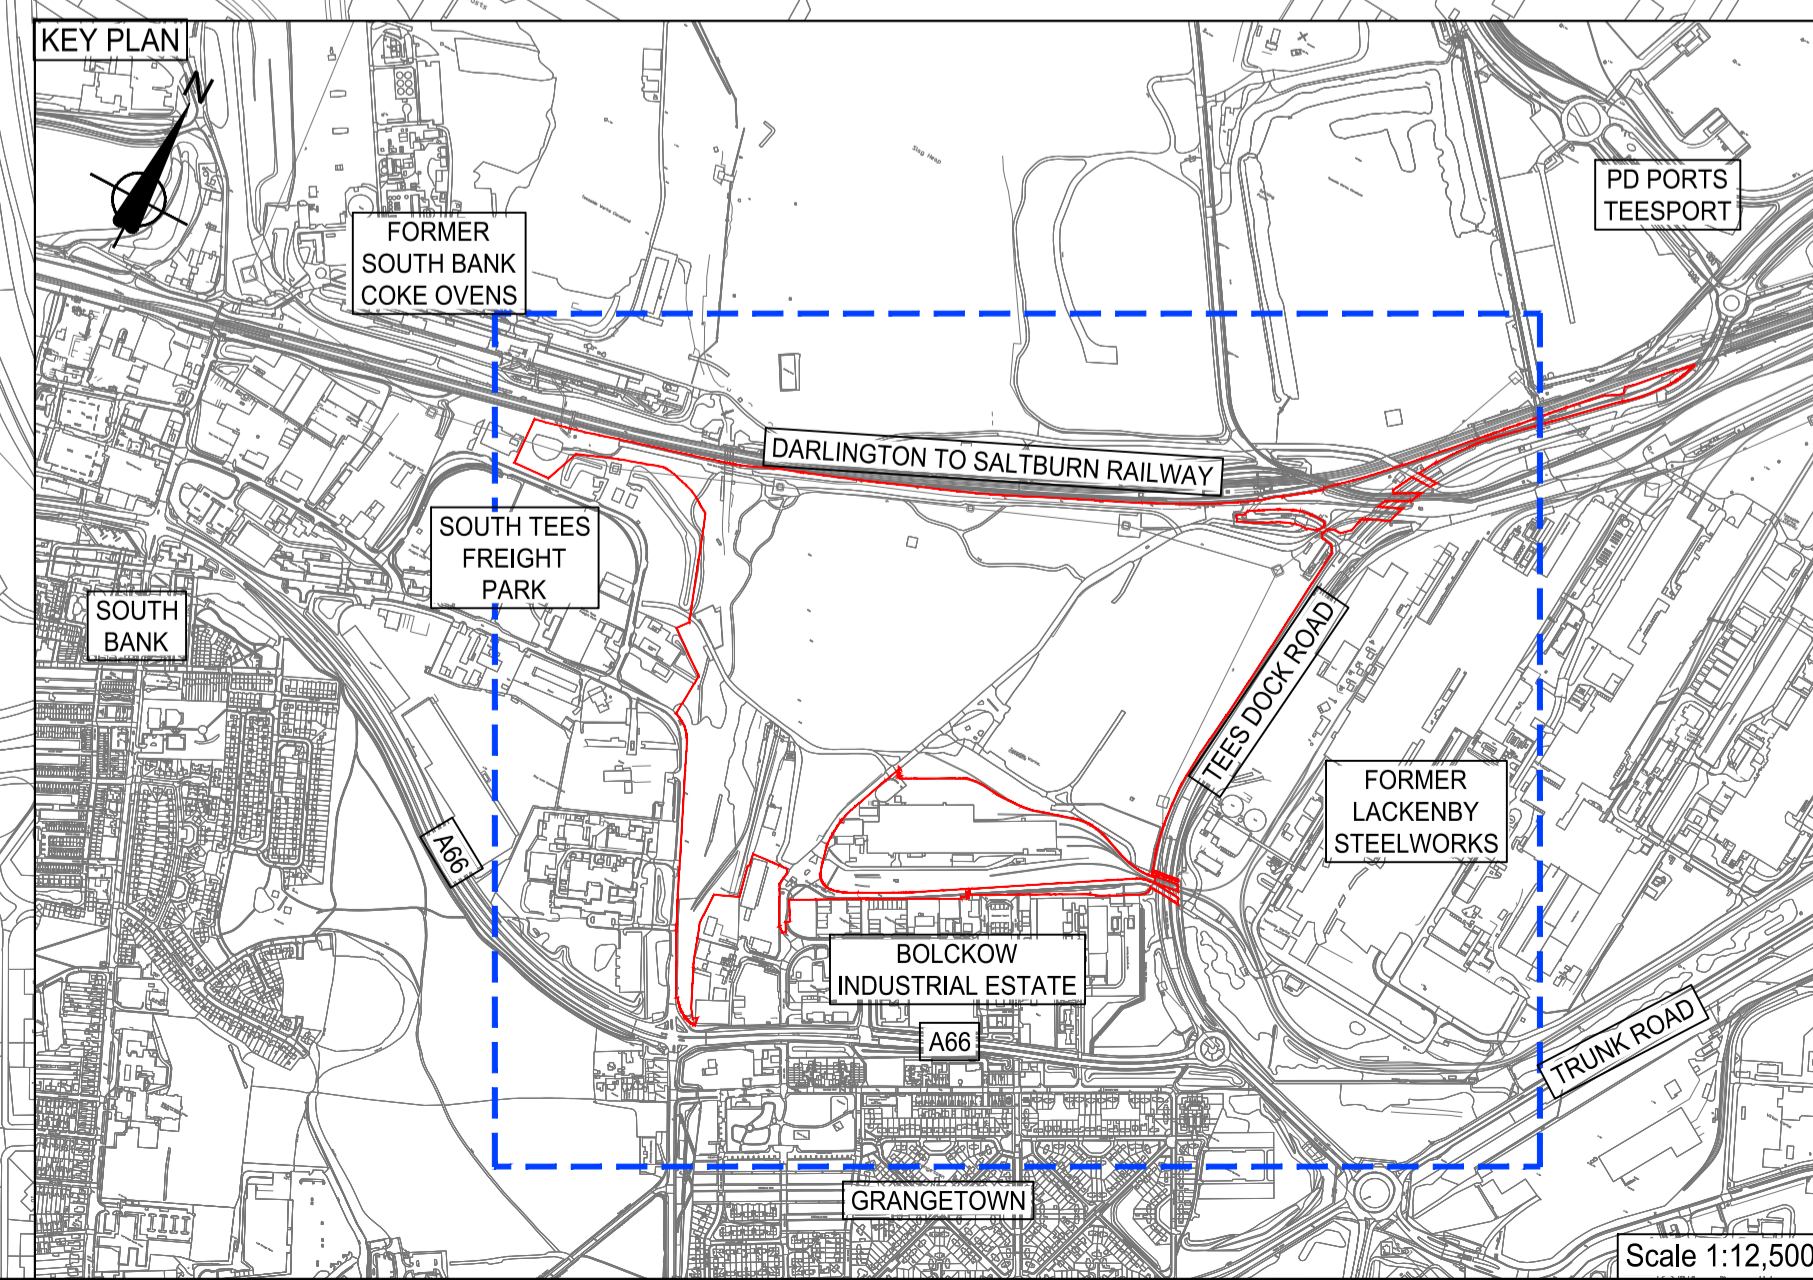 KEY PLAN
N
Slag Heap
PD PORTS
TEESPORT
FORMER
SOUTH BANK
COKE OVENS
DARLINGTON TO SALTBURN RAILWAY
SOUTH TEES
FREIGHT
PARK
SOUTH
BANK
TEES DOCK ROAD
FORMER
LACKENBY
STEELWORKS
A66
BOLCKOW
INDUSTRIAL ESTATE
A66
TRUNK ROAD
GRANGETOWN
Scale 1:12,500